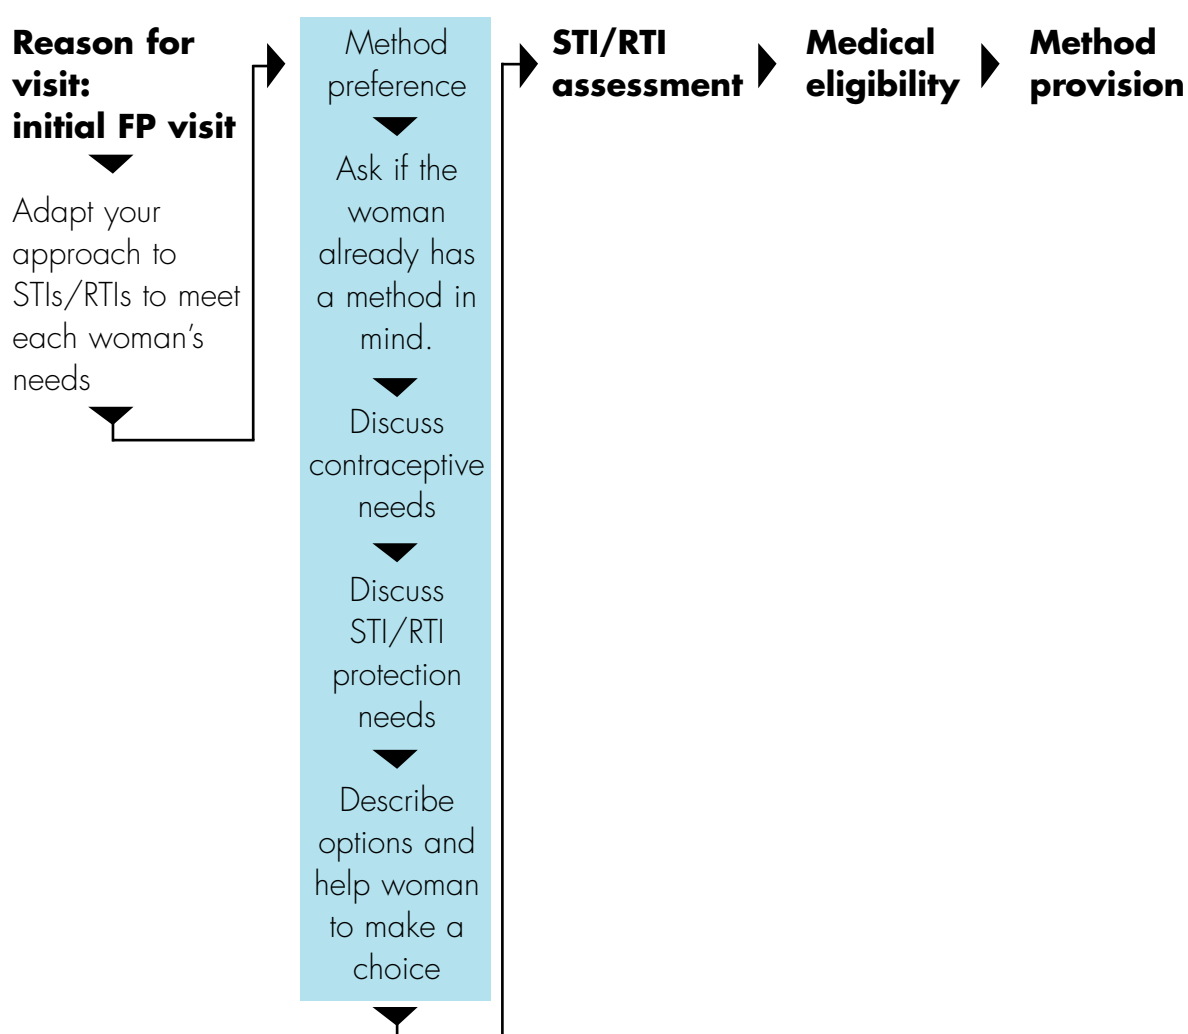 Reason for
visit:
initial FP visit
Adapt your
approach to
STIs/RTIs to meet
each woman's
needs
Method
preference
Ask if the
woman
already has
a method in
mind.
Discuss
contraceptive
needs
Discuss
STI/RTI
protection
needs
Describe
options and
help woman
to make a
choice
STI/RTI
assessment
Medical
eligibility
Method
provision